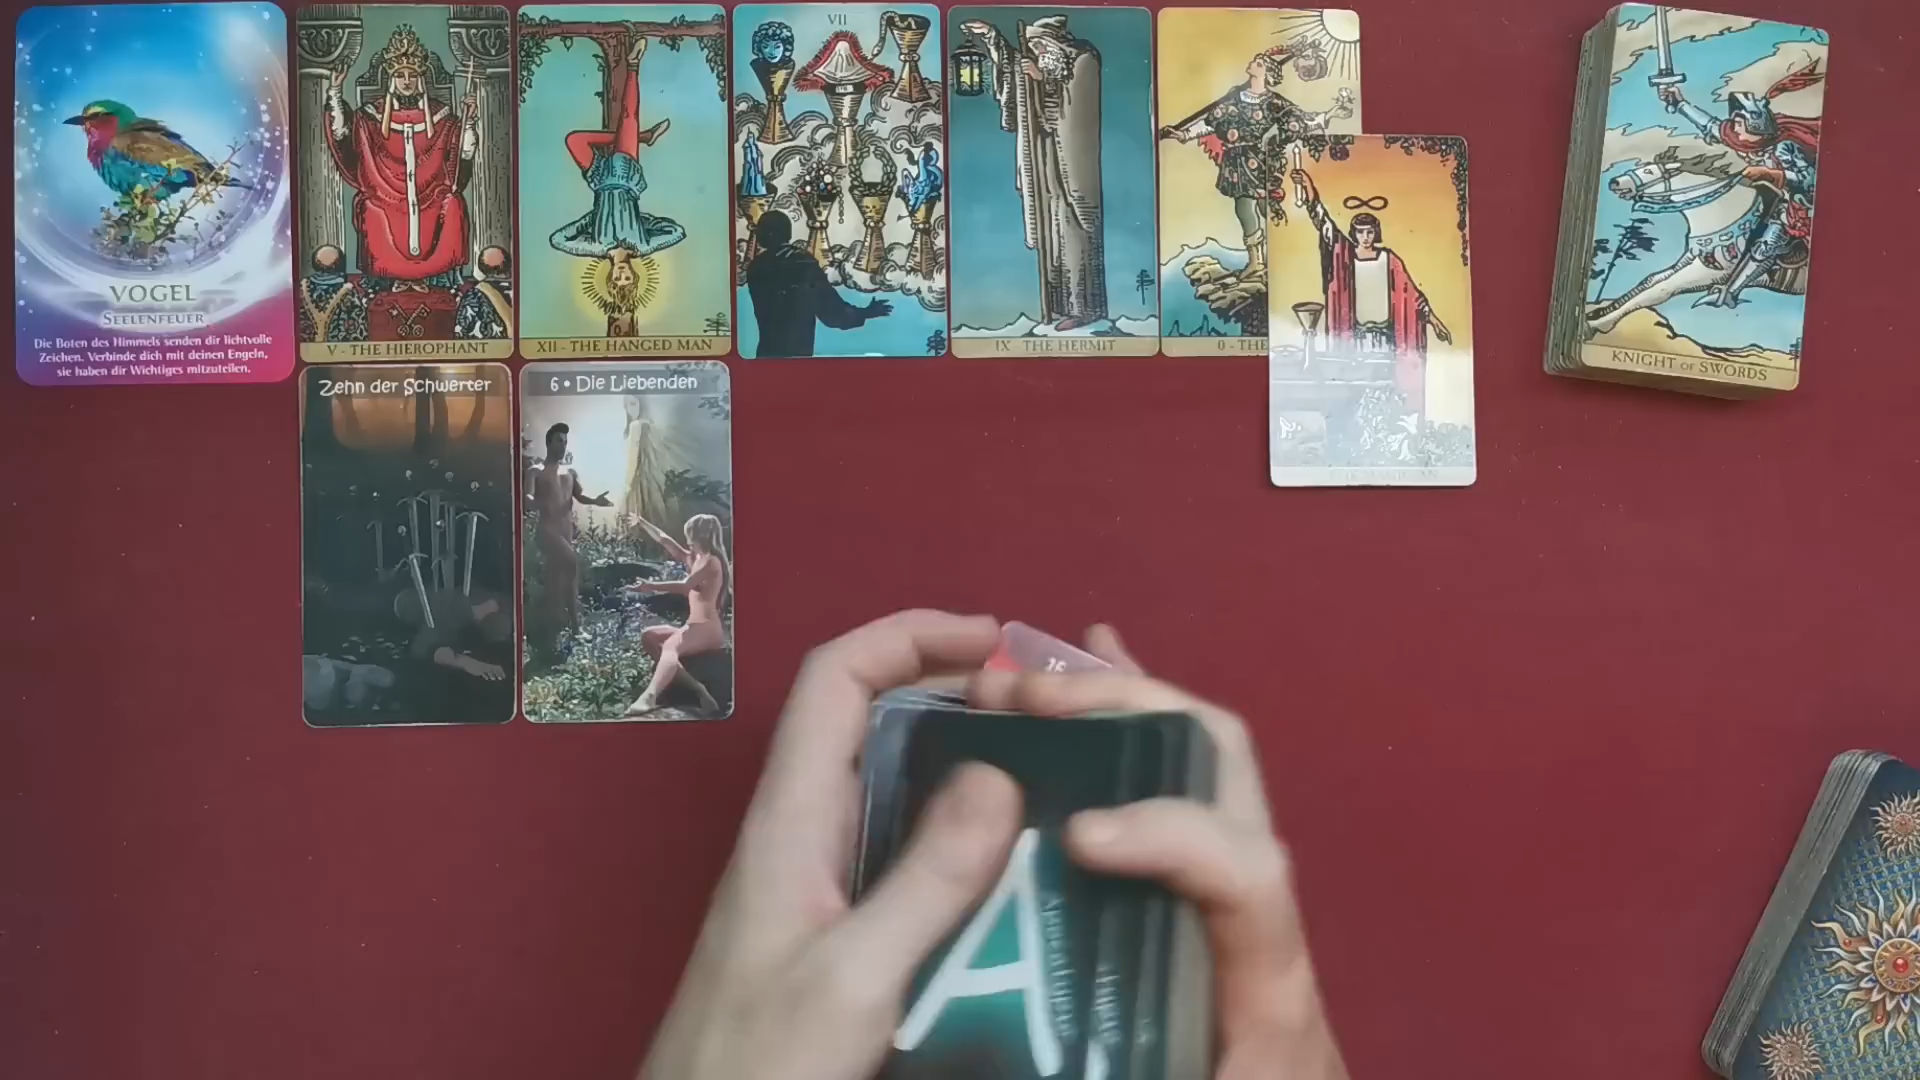 VOGEL
SEELENFEUER
Die Boten des Himmels senden dir lichtvolle
Zeichen. Verbinde dich mit deinen Engeln,
sie haben dir Wichtiges mitzuteilen.
V - THE HIEROPHANT
XII - THE HANGED MAN
VII
IX - THE HERMIT
0 - THE
KNIGHT OF SWORDS
Zehn der Schwerter
6 • Die Liebenden
A